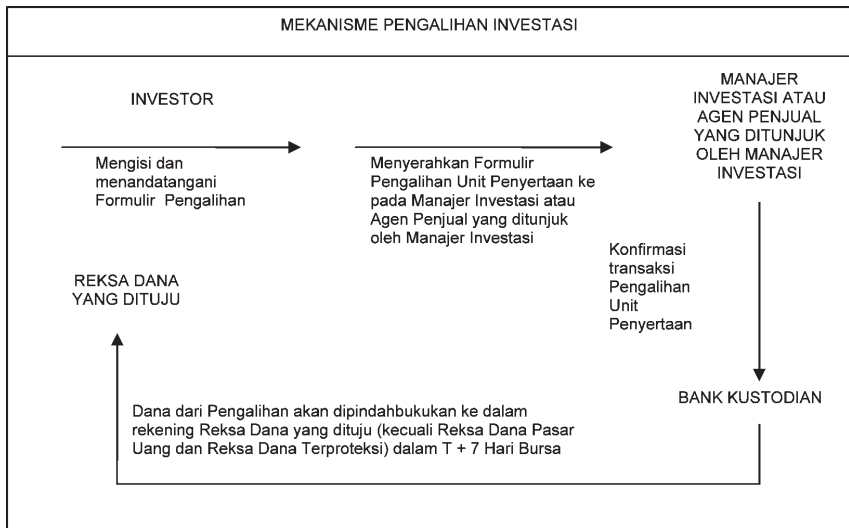 MEKANISME PENGALIHAN INVESTASI
INVESTOR
Mengisi dan
menandatangani
Formulir Pengalihan
Menyerahkan Formulir
Pengalihan Unit Penyertaan ke
pada Manajer Investasi atau
Agen Penjual yang ditunjuk
oleh Manajer Investasi
MANAJER
INVESTASI ATAU
AGEN PENJUAL
YANG DITUNJUK
OLEH MANAJER
INVESTASI
Konfirmasi
transaksi
Pengalihan
Unit
Penyertaan
BANK KUSTODIAN
Dana dari Pengalihan akan dipindahbukukan ke dalam
rekening Reksa Dana yang dituju (kecuali Reksa Dana Pasar
Uang dan Reksa Dana Terproteksi) dalam T + 7 Hari Bursa
REKSA DANA
YANG DITUJU